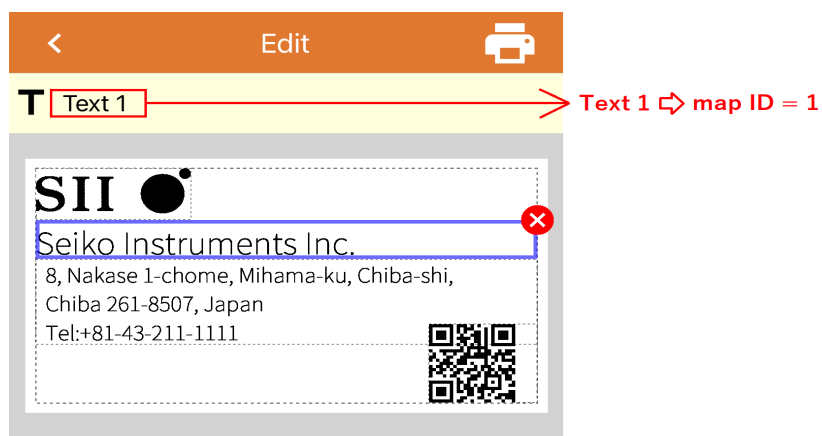 Edit
T Text 1
Text 1 ⇨ map ID = 1
SII
Seiko Instruments Inc.
8, Nakase 1-chome, Mihama-ku, Chiba-shi,
Chiba 261-8507, Japan
Tel:+81-43-211-1111